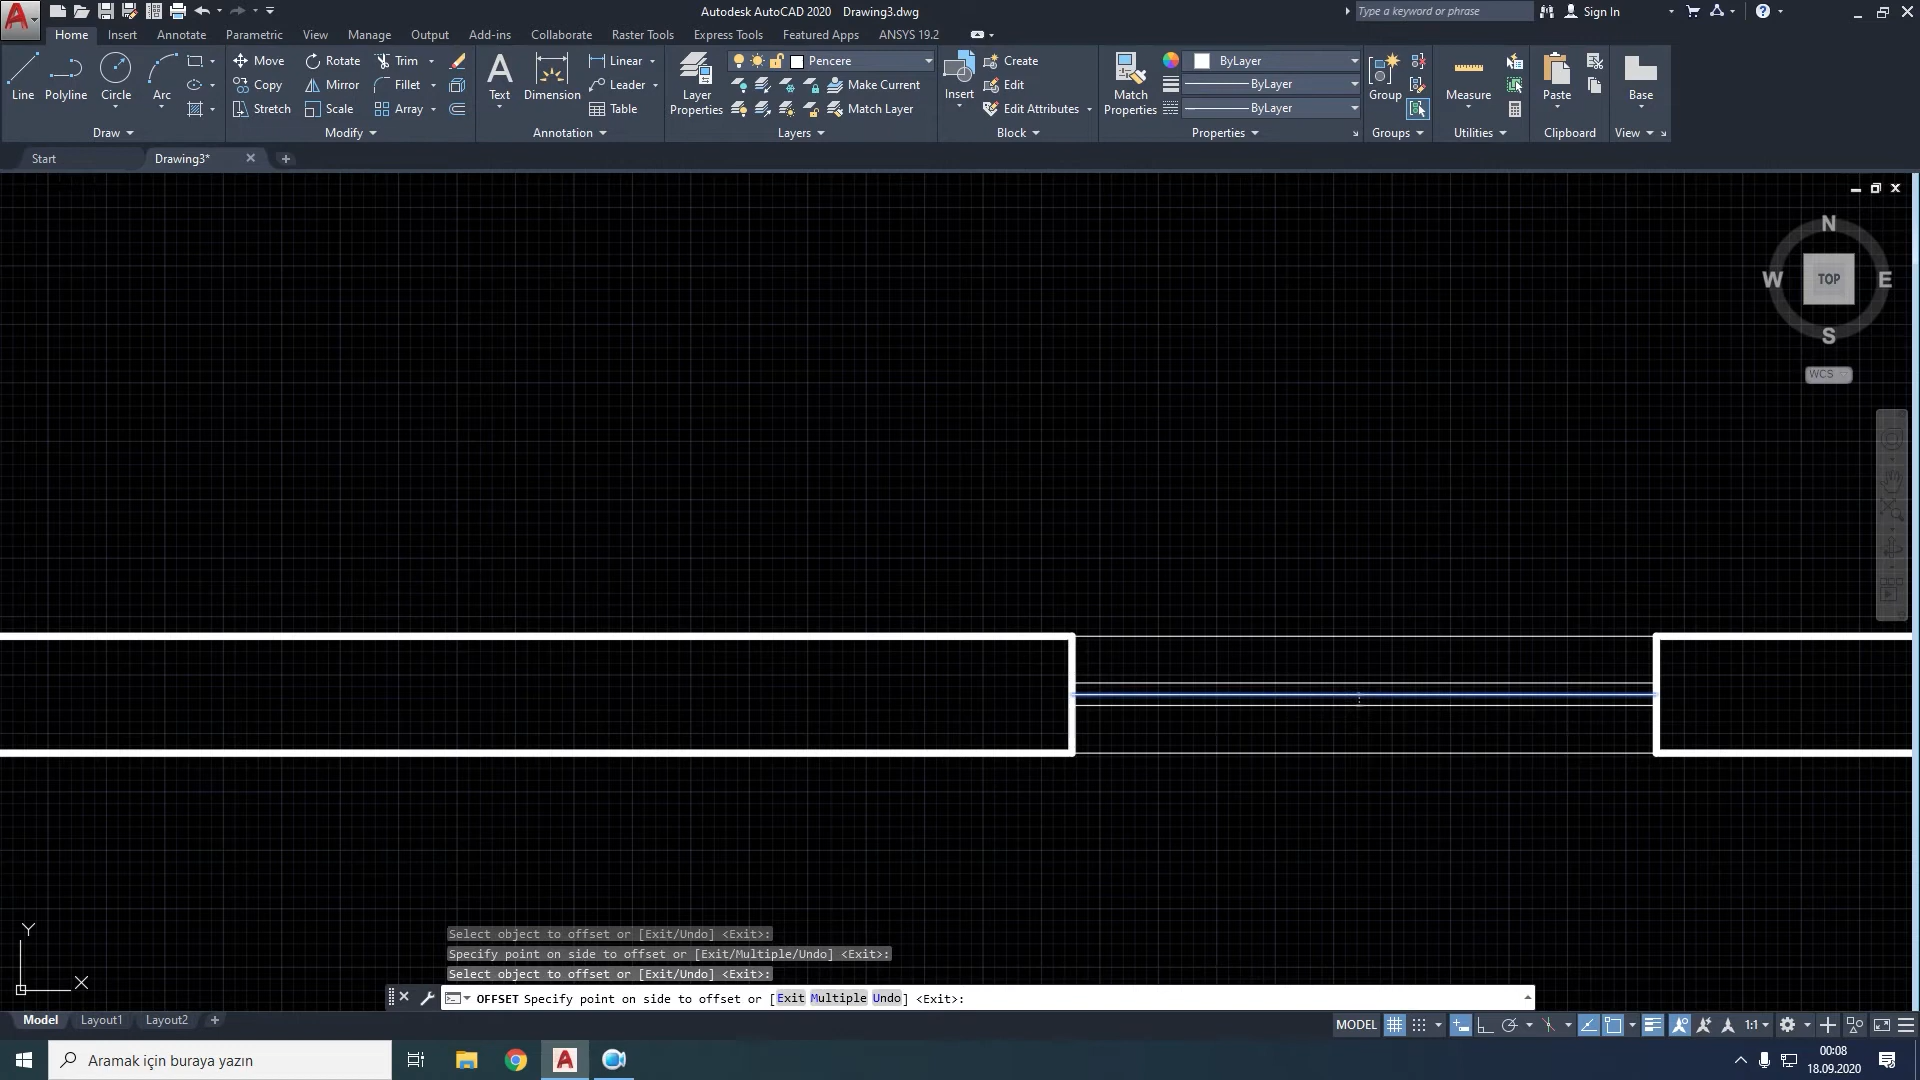 Autodesk AutoCAD 2020 Drawing3.dwg
Type a keyword or phrase
Sign In
Home Insert Annotate Parametric View Manage Output Add-ins Collaborate Raster Tools Express Tools Featured Apps ANSYS 19.2
Line Polyline Circle Arc
Draw
Move Rotate Trim
Copy Mirror Fillet
Stretch Scale Array
Modify
Text Dimension
Linear
Leader
Table
Annotation
Layer Properties
Pencere
Make Current
Match Layer
Layers
Insert
Create
Edit
Edit Attributes
Block
Match Properties
ByLayer
ByLayer
ByLayer
Properties
Group
Groups
Measure
Utilities
Paste
Clipboard
Base
View
Start Drawing3*
N
W TOP E
S
WCS
Y
X
Select object to offset or [Exit/Undo] <Exit>:
Specify point on side to offset or [Exit/Multiple/Undo] <Exit>:
Select object to offset or [Exit/Undo] <Exit>:
OFFSET Specify point on side to offset or [Exit Multiple Undo] <Exit>:
Model Layout1 Layout2
MODEL 1:1
Aramak için buraya yazın
00:08
18.09.2020